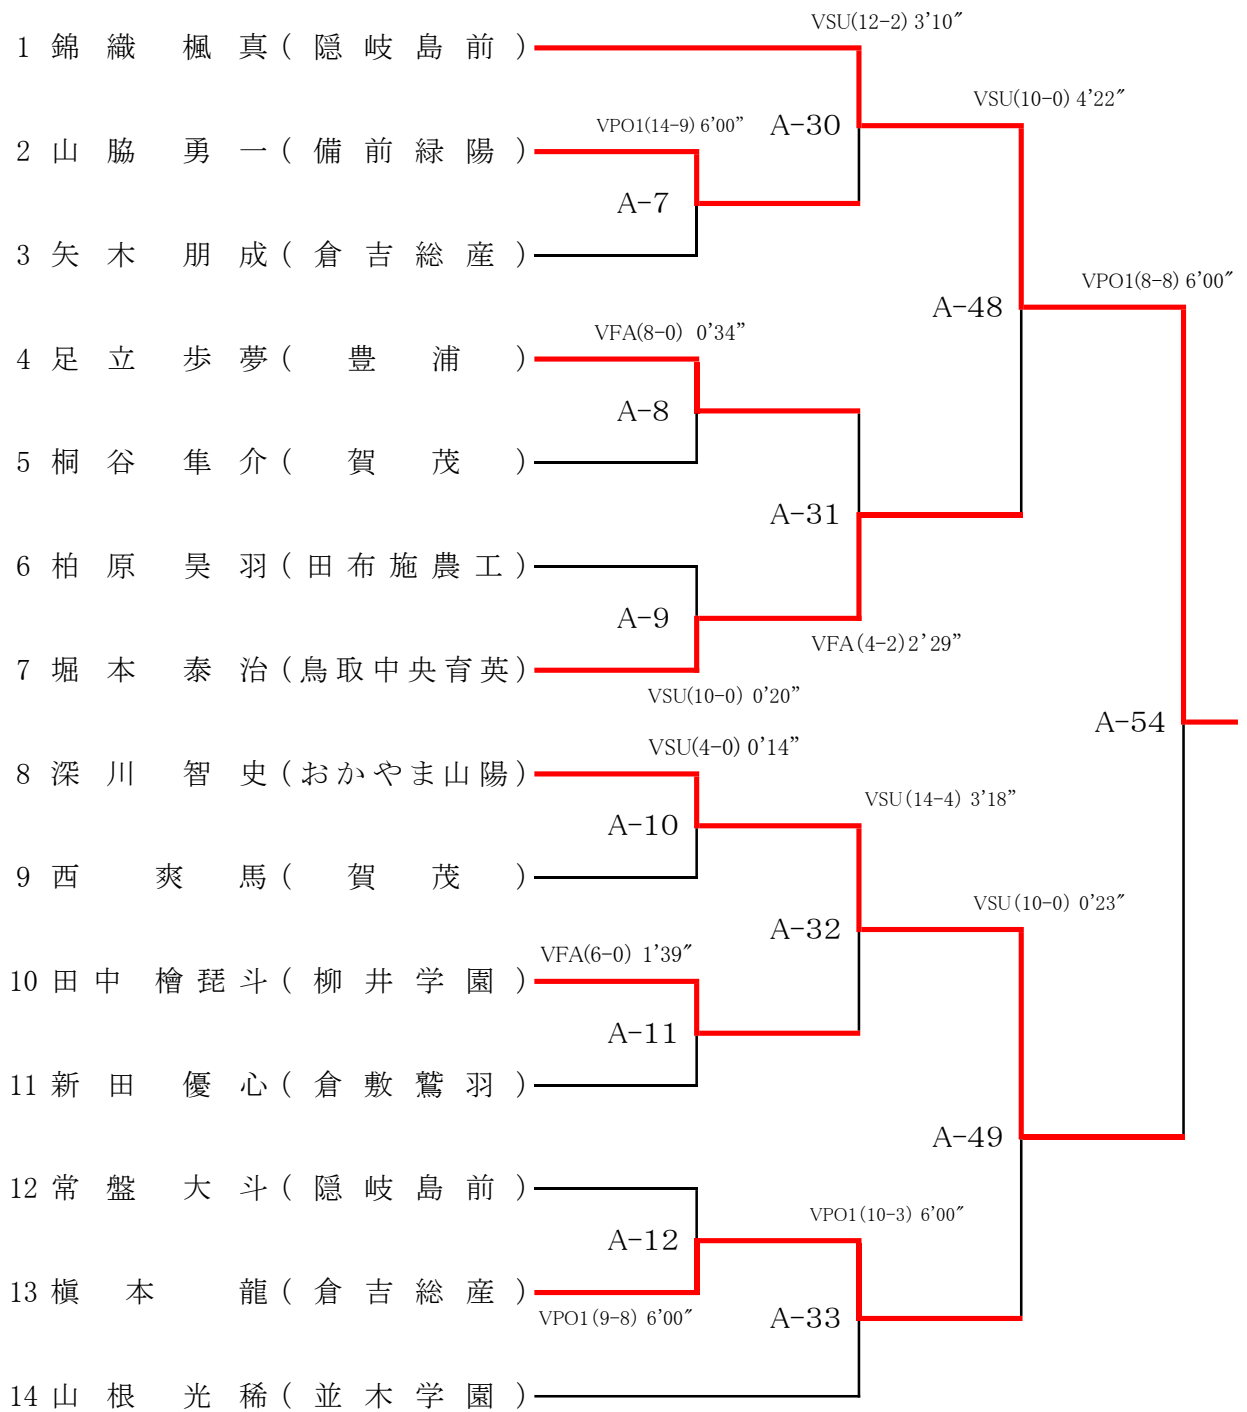 VSU(12-2) 3'10"
1 錦織 楓真(隠岐島前)
VSU(10-0) 4'22"
VPO1(14-9) 6'00"
A-30
2 山脇 勇一(備前緑陽)
A-7
3 矢木 朋成(倉吉総産)
VPO1(8-8) 6'00"
A-48
VFA(8-0) 0'34"
4 足立 歩夢(豊浦)
A-8
5 桐谷 隼介(賀茂)
A-31
6 柏原 昊羽(田布施農工)
A-9
VFA(4-2) 2'29"
7 堀本 泰治(鳥取中央育英)
VSU(10-0) 0'20"
A-54
VSU(4-0) 0'14"
8 深川 智史(おかやま山陽)
VSU(14-4) 3'18"
A-10
9 西 爽馬(賀茂)
VSU(10-0) 0'23"
A-32
VFA(6-0) 1'39"
10 田中 檜琵斗(柳井学園)
A-11
11 新田 優心(倉敷鷲羽)
A-49
12 常盤 大斗(隠岐島前)
VPO1(10-3) 6'00"
A-12
13 槇本 龍(倉吉総産)
VPO1(9-8) 6'00"
A-33
14 山根 光稀(並木学園)